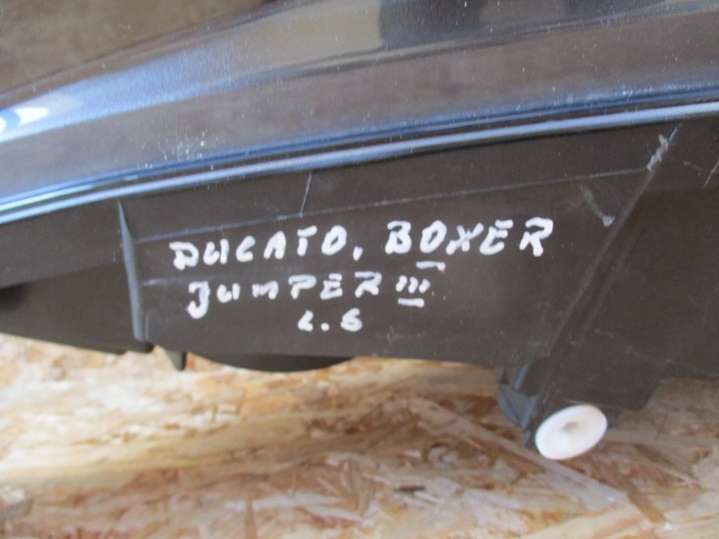 DUCATO, BOXER
JUMPER III
L.S